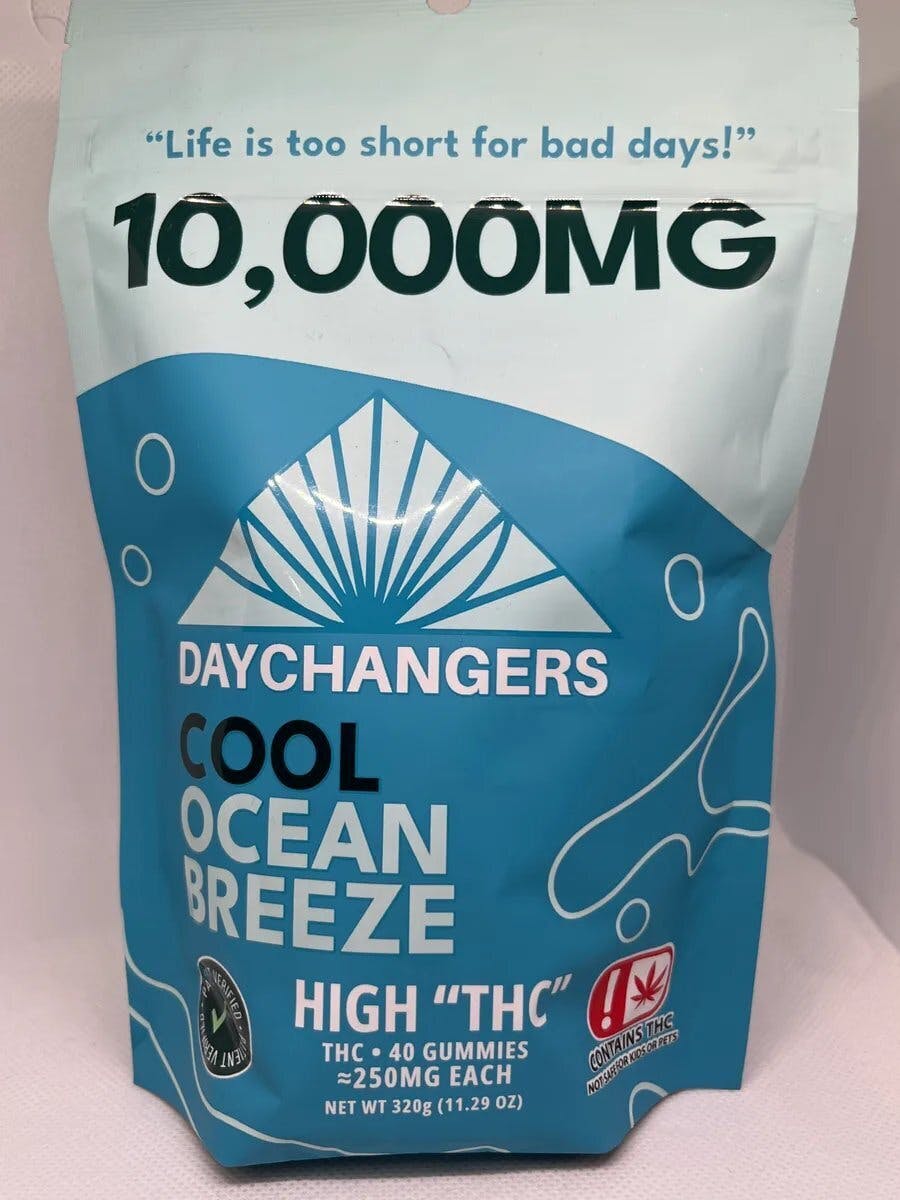 “Life is too short for bad days!”
10,000MG
DAYCHANGERS
COOL
OCEAN
BREEZE
HIGH “THC”
THC • 40 GUMMIES
≈250MG EACH
NET WT 320g (11.29 OZ)
VERIFIED
!
CONTAINS THC
NOT SAFE FOR KIDS OR PETS